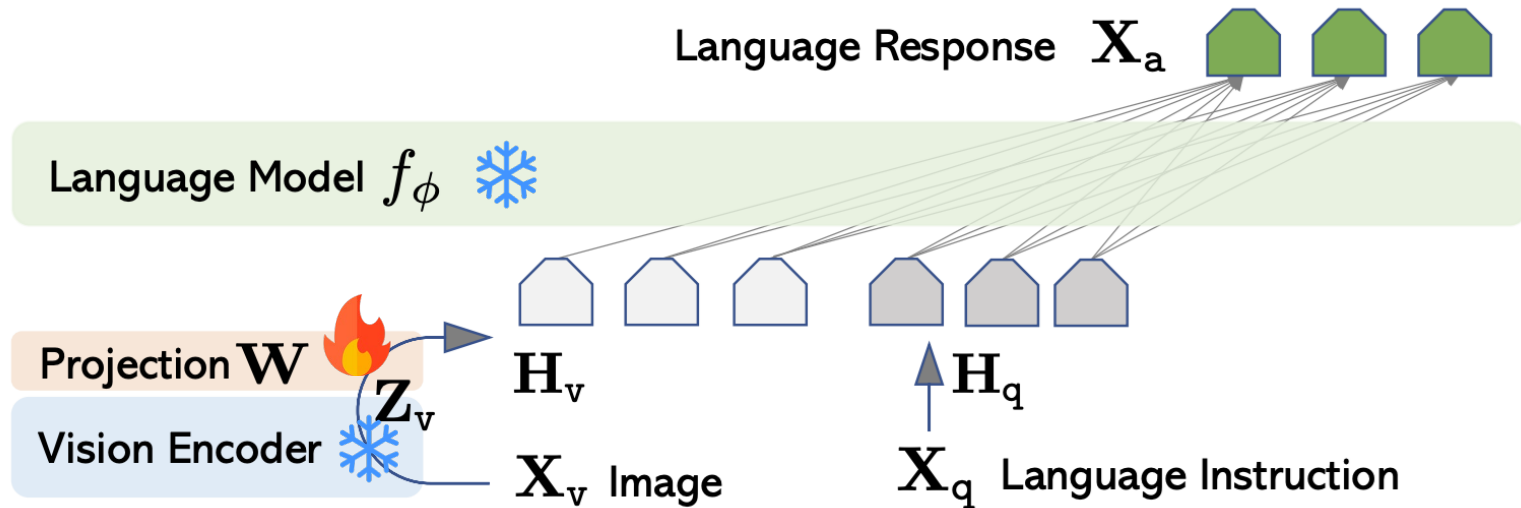 Language Response X_a
Language Model f_ϕ
Projection W
Z_v
H_v
H_q
Vision Encoder
X_v Image
X_q Language Instruction